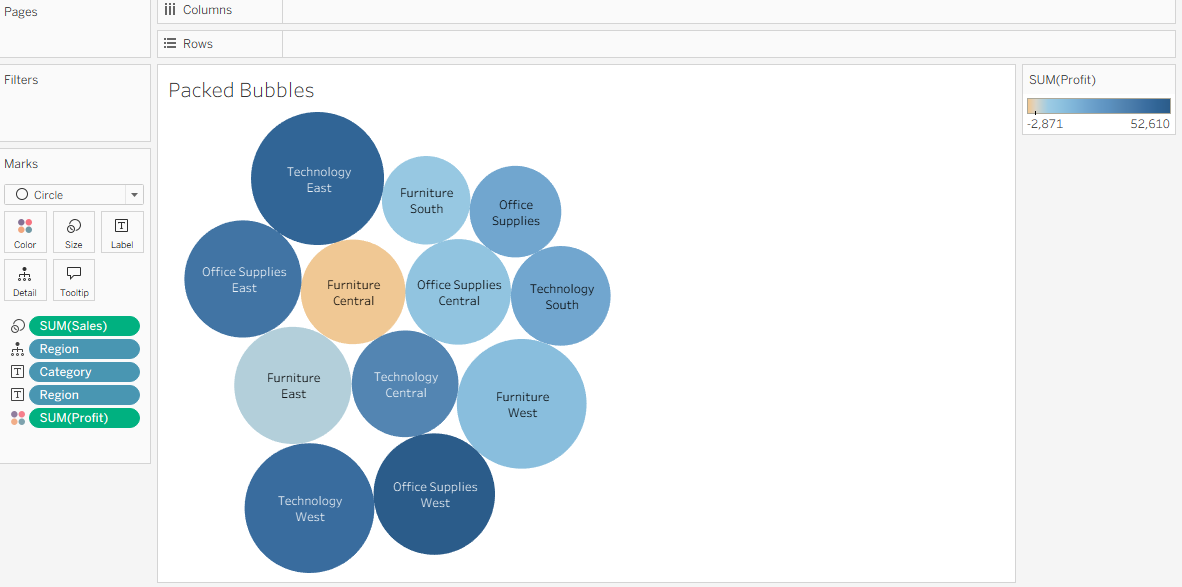 Pages
Columns
Rows
Filters
Marks
Circle
Color
Size
Label
Detail
Tooltip
SUM(Sales)
Region
Category
Region
SUM(Profit)
Packed Bubbles
Technology
East
Furniture
South
Office
Supplies
Office Supplies
East
Furniture
Central
Office Supplies
Central
Technology
South
Furniture
East
Technology
Central
Furniture
West
Technology
West
Office Supplies
West
SUM(Profit)
-2,871 52,610